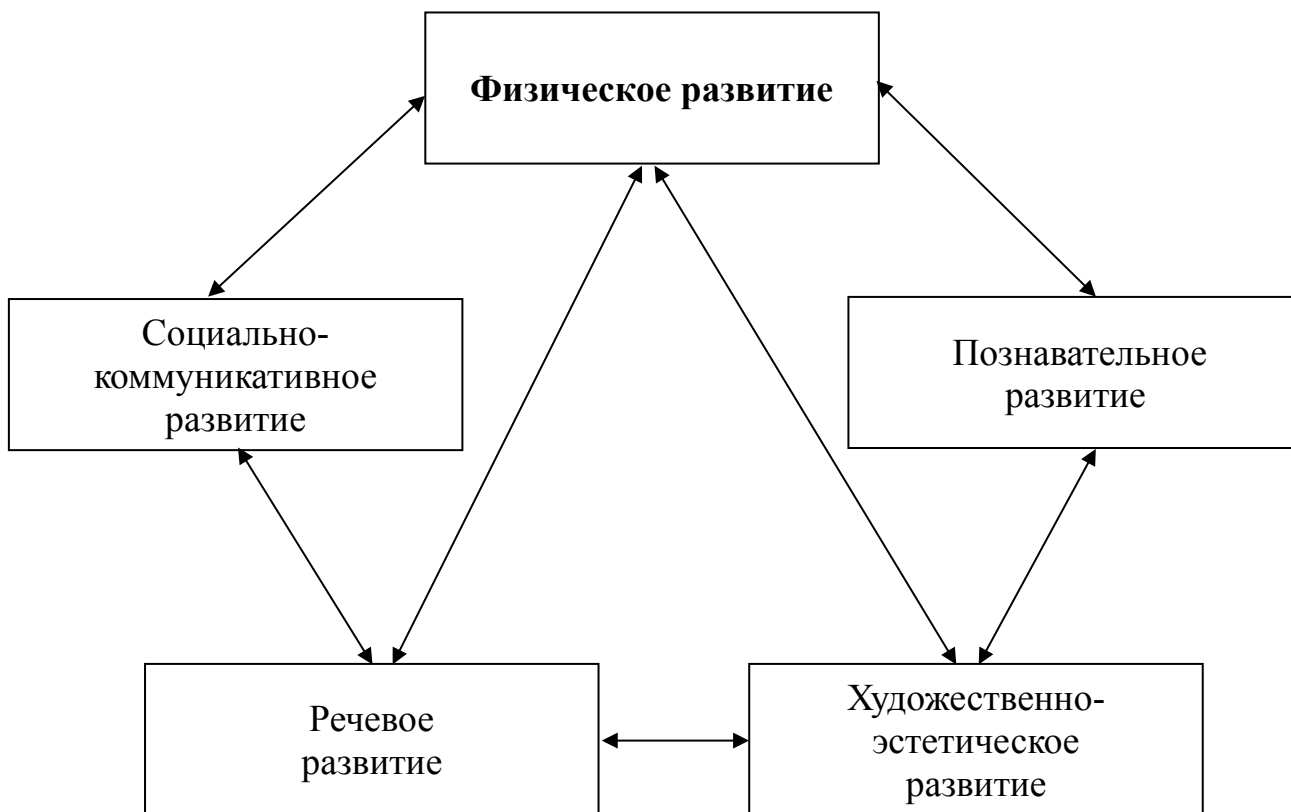 Физическое развитие
Социально-
коммуникативное
развитие
Познавательное
развитие
Речевое
развитие
Художественно-
эстетическое
развитие